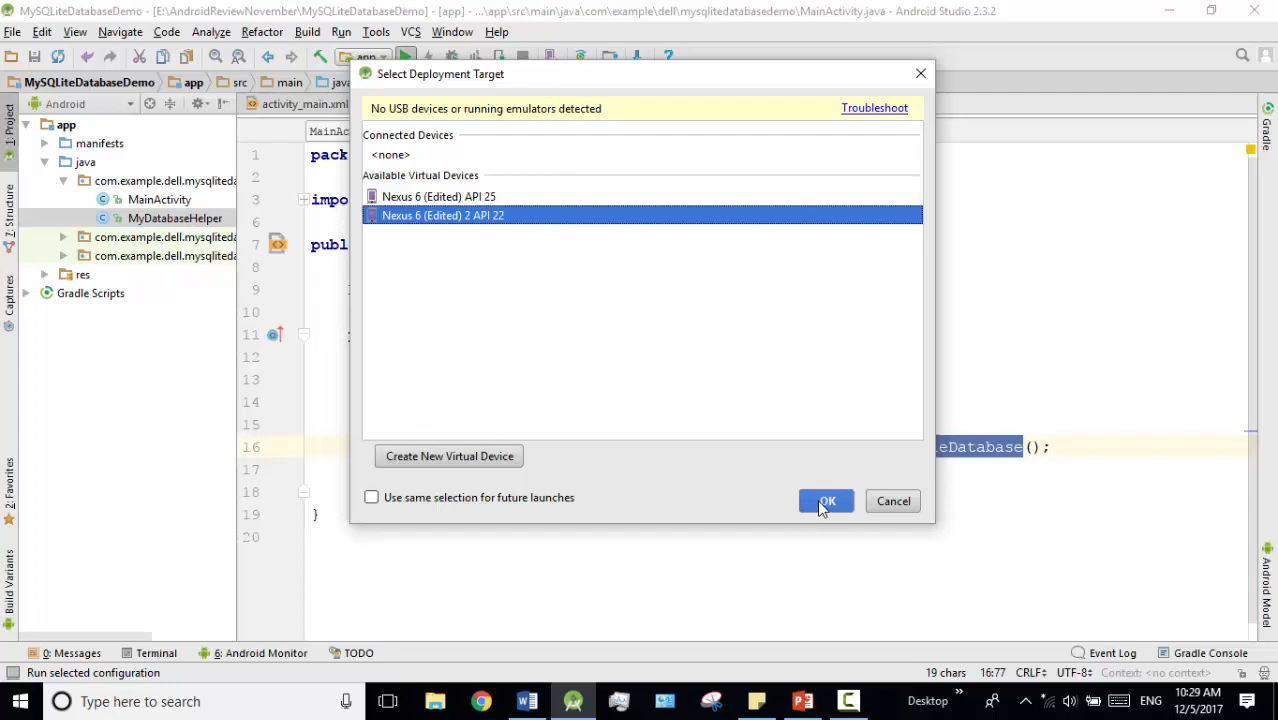 MySQLiteDatabaseDemo - [E:\AndroidReviewNovember\MySQLiteDatabaseDemo] - [app] - ...\app\src\main\java\com\example\dell\mysqlitedatabasedemo\MainActivity.java - Android Studio 2.3.2
File Edit View Navigate Code Analyze Refactor Build Run Tools VCS Window Help
app
MySQLiteDatabaseDemo app src main java
Android
activity_main.xml
Select Deployment Target
No USB devices or running emulators detected Troubleshoot
Connected Devices
<none>
Available Virtual Devices
Nexus 6 (Edited) API 25
Nexus 6 (Edited) 2 API 22
Create New Virtual Device
Use same selection for future launches
OK Cancel
app
manifests
java
com.example.dell.mysqliteda
MainActivity
MyDatabaseHelper
com.example.dell.mysqliteda
com.example.dell.mysqliteda
res
Gradle Scripts
1: Project
7: Structure
Captures
2: Favorites
Build Variants
Gradle
Android Model
MainAc
1 pack
2
3 impo
6
7 publ
8
9
10
11
12
13
14
15
16 eDatabase();
17
18
19 }
20
0: Messages Terminal 6: Android Monitor TODO Event Log Gradle Console
Run selected configuration 19 chars 16:77 CRLF UTF-8 Context: <no context>
Type here to search Desktop ENG 10:29 AM
12/5/2017